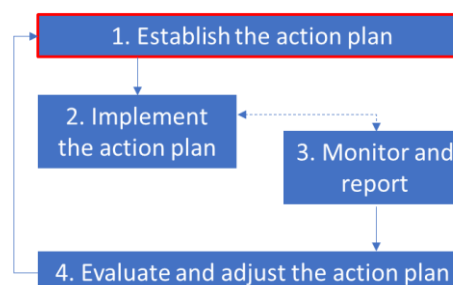 1. Establish the action plan
2. Implement
the action plan
3. Monitor and
report
4. Evaluate and adjust the action plan